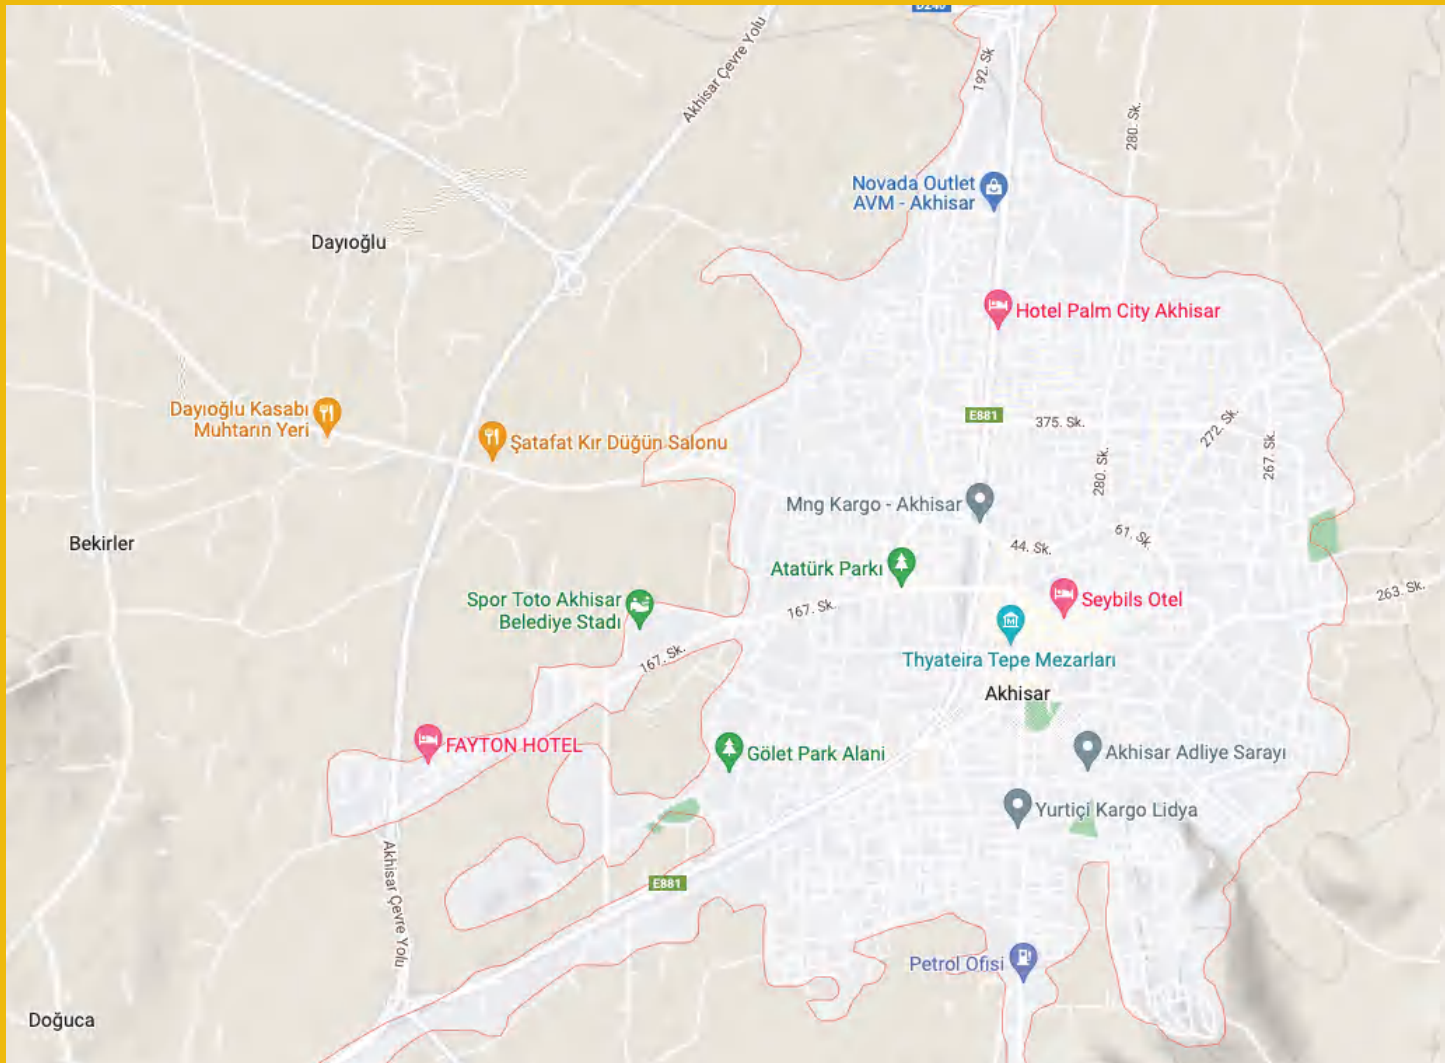 D240
Akhisar Çevre Yolu
192. Sk
280. Sk.
Novada Outlet
AVM - Akhisar
Dayıoğlu
Hotel Palm City Akhisar
Dayıoğlu Kasabı
Muhtarın Yeri
E881
375. Sk.
272. Sk.
Şatafat Kır Düğün Salonu
267. Sk.
280. Sk.
Mng Kargo - Akhisar
Bekirler
44. Sk.
61. Sk.
Atatürk Parkı
Spor Toto Akhisar
Belediye Stadı
167. Sk.
Seybils Otel
263. Sk.
167. Sk.
Thyateira Tepe Mezarları
Akhisar
FAYTON HOTEL
Gölet Park Alani
Akhisar Adliye Sarayı
Yurtiçi Kargo Lidya
Akhisar Çevre Yolu
E881
Petrol Ofisi
Doğuca